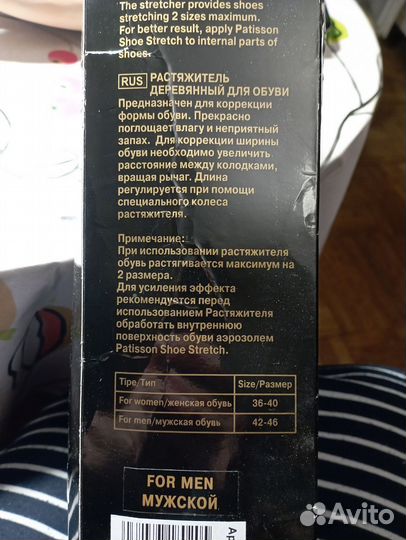 The stretcher provides shoes
stretching 2 sizes maximum.
For better result, apply Patisson
Shoe Stretch to internal parts of
shoes.
RUS РАСТЯЖИТЕЛЬ
ДЕРЕВЯННЫЙ ДЛЯ ОБУВИ
Предназначен для коррекции
формы обуви. Прекрасно
поглощает влагу и неприятный
запах. Для коррекции ширины
обуви необходимо увеличить
расстояние между колодками,
вращая рычаг. Длина
регулируется при помощи
специального колеса
растяжителя.
Примечание:
При использовании растяжителя
обувь растягивается максимум на
2 размера.
Для усиления эффекта
рекомендуется перед
использованием Растяжителя
обработать внутреннюю
поверхность обуви аэрозолем
Patisson Shoe Stretch.
Tipe/Тип Size/Размер
For women/женская обувь 36-40
For men/мужская обувь 42-46
FOR MEN
МУЖСКОЙ
Avito